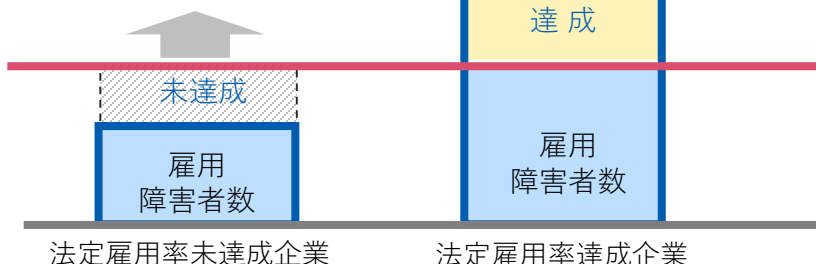 達成
未達成
雇用
障害者数
雇用
障害者数
法定雇用率未達成企業
法定雇用率達成企業